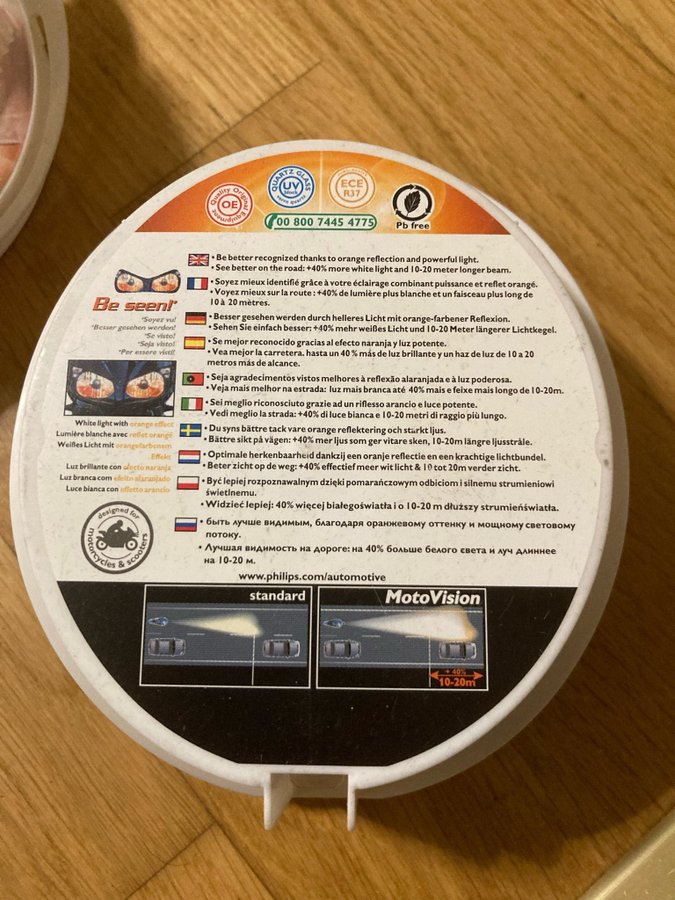 Quality Original Equipment
OE
QUARTZ GLASS
UV
block
ECE
R37
00 800 7445 4775
Pb free
• Be better recognized thanks to orange reflection and powerful light.
• See better on the road: +40% more white light and 10-20 meter longer beam.
• Soyez mieux identifié grâce à votre éclairage combinant puissance et reflet orangé.
• Voyez mieux sur la route : +40% de lumière plus blanche et un faisceau plus long de
10 à 20 mètres.
• Besser gesehen werden durch helleres Licht mit orange-farbener Reflexion.
• Sehen Sie einfach besser: +40% mehr weißes Licht und 10-20 Meter längerer Lichtkegel.
• Se mejor reconocido gracias al efecto naranja y luz potente.
• Vea mejor la carretera. hasta un 40 % más de luz brillante y un haz de luz de 10 a 20
metros más de alcance.
• Seja agradecimentos vistos melhores à reflexão alaranjada e à luz poderosa.
• Veja mais melhor na estrada: luz mais branca até 40% mais e feixe mais longo de 10-20m.
• Sei meglio riconosciuto grazie ad un riflesso arancio e luce potente.
• Vedi meglio la strada: +40% di luce bianca e 10-20 metri di raggio più lungo.
• Du syns bättre tack vare orange reflektering och starkt ljus.
• Bättre sikt på vägen: +40% mer ljus som ger vitare sken, 10-20m längre ljusstråle.
• Optimale herkenbaarheid dankzij een oranje reflectie en een krachtige lichtbundel.
• Beter zicht op de weg: +40% effectief meer wit licht & 10 tot 20m verder zicht.
• Być lepiej rozpoznawalnym dzięki pomarańczowym odbiciom i silnemu strumieniowi
świetlnemu.
• Widzieć lepiej: 40% więcej białegoświatła i o 10-20 m dłuższy strumieńświatła.
• быть лучше видимым, благодаря оранжевому оттенку и мощному световому
потоку.
• Лучшая видимость на дороге: на 40% больше белого света и луч длиннее
на 10-20 м.
Be seen!*
*Soyez vu!
*Besser gesehen werden!
*Se visto!
*Seja visto!
*Per essere visti!
White light with orange effect
Lumière blanche avec reflet orangé
Weißes Licht mit orangefarbenem
Effekt
Luz brillante con efecto naranja
Luz branca com efeito alaranjado
Luce bianca con effetto arancio
designed for
motorcycles & scooters
www.philips.com/automotive
standard
MotoVision
+ 40%
10-20m